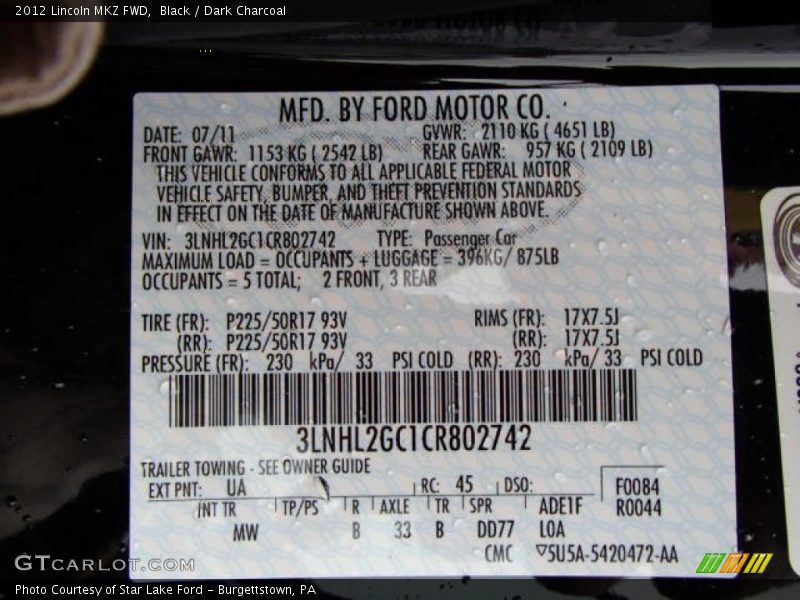 2012 Lincoln MKZ FWD,  Black / Dark Charcoal
MFD. BY FORD MOTOR CO.
DATE: 07/11 GVWR: 2110 KG ( 4651 LB)
FRONT GAWR: 1153 KG ( 2542 LB) REAR GAWR: 957 KG ( 2109 LB)
THIS VEHICLE CONFORMS TO ALL APPLICABLE FEDERAL MOTOR
VEHICLE SAFETY, BUMPER, AND THEFT PREVENTION STANDARDS
IN EFFECT ON THE DATE OF MANUFACTURE SHOWN ABOVE.
VIN: 3LNHL2GC1CR802742 TYPE: Passenger Car
MAXIMUM LOAD = OCCUPANTS + LUGGAGE = 396KG/ 875LB
OCCUPANTS = 5 TOTAL; 2 FRONT, 3 REAR
TIRE (FR): P225/50R17 93V RIMS (FR): 17X7.5J
(RR): P225/50R17 93V (RR): 17X7.5J
PRESSURE (FR): 230 kPa/ 33 PSI COLD (RR): 230 kPa/ 33 PSI COLD
3LNHL2GC1CR802742
TRAILER TOWING - SEE OWNER GUIDE
EXT PNT: UA RC: 45 DSO: F0084
INT TR TP/PS R AXLE TR SPR ADE1F R0044
MW B 33 B DD77 LOA
CMC ▽5U5A-5420472-AA
GTCARLOT.COM
Photo Courtesy of Star Lake Ford - Burgettstown, PA